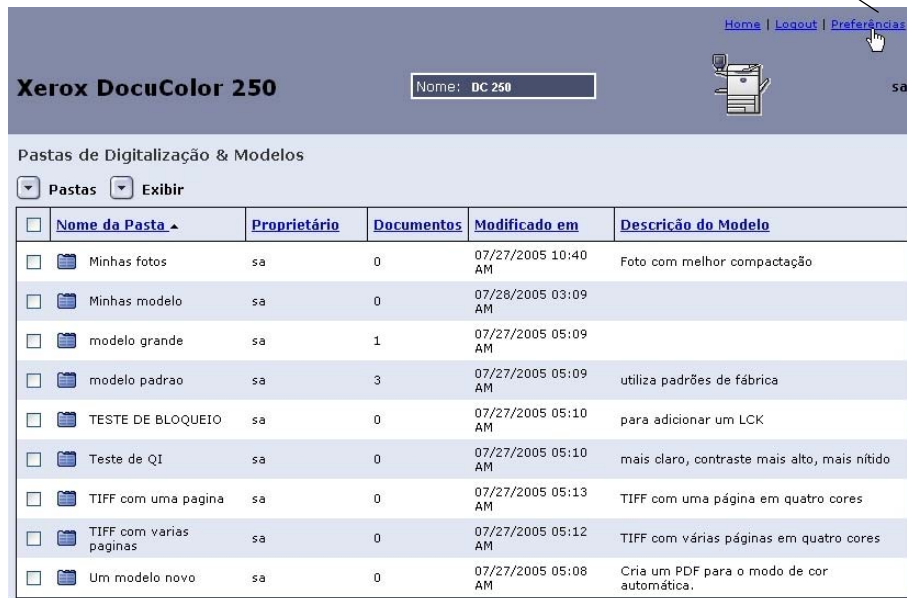 Home | Logout | Preferências
Xerox DocuColor 250
Nome: DC 250
sa
Pastas de Digitalização & Modelos
Pastas Exibir
Nome da Pasta Proprietário Documentos Modificado em Descrição do Modelo
Minhas fotos sa 0 07/27/2005 10:40 AM Foto com melhor compactação
Minhas modelo sa 0 07/28/2005 03:09 AM
modelo grande sa 1 07/27/2005 05:09 AM
modelo padrao sa 3 07/27/2005 05:09 AM utiliza padrões de fábrica
TESTE DE BLOQUEIO sa 0 07/27/2005 05:10 AM para adicionar um LCK
Teste de QI sa 0 07/27/2005 05:10 AM mais claro, contraste mais alto, mais nítido
TIFF com uma pagina sa 0 07/27/2005 05:13 AM TIFF com uma página em quatro cores
TIFF com varias paginas sa 0 07/27/2005 05:12 AM TIFF com várias páginas em quatro cores
Um modelo novo sa 0 07/27/2005 05:08 AM Cria um PDF para o modo de cor automática.